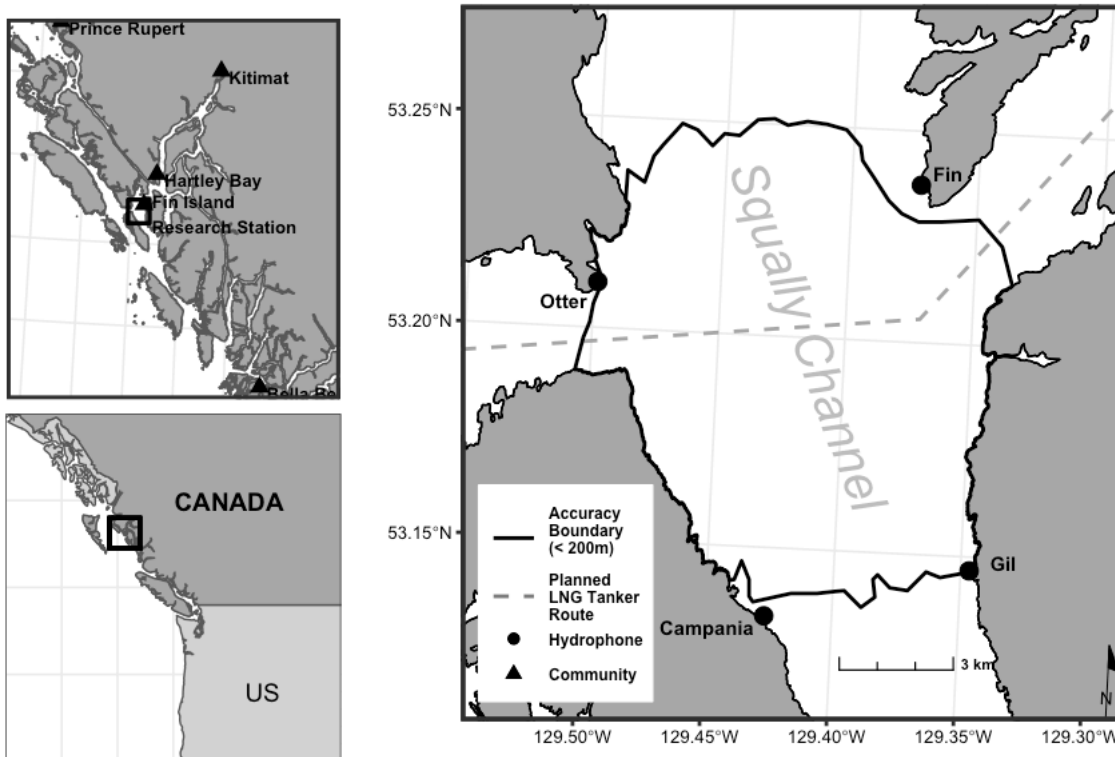 Prince Rupert
Kitimat
Hartley Bay
Fin Island
Research Station
CANADA
US
53.25°N
53.20°N
53.15°N
Fin
Otter
Squally Channel
Gil
Campania
Accuracy
Boundary
(< 200m)
Planned
LNG Tanker
Route
Hydrophone
Community
3 km
N
129.50°W
129.45°W
129.40°W
129.35°W
129.30°W